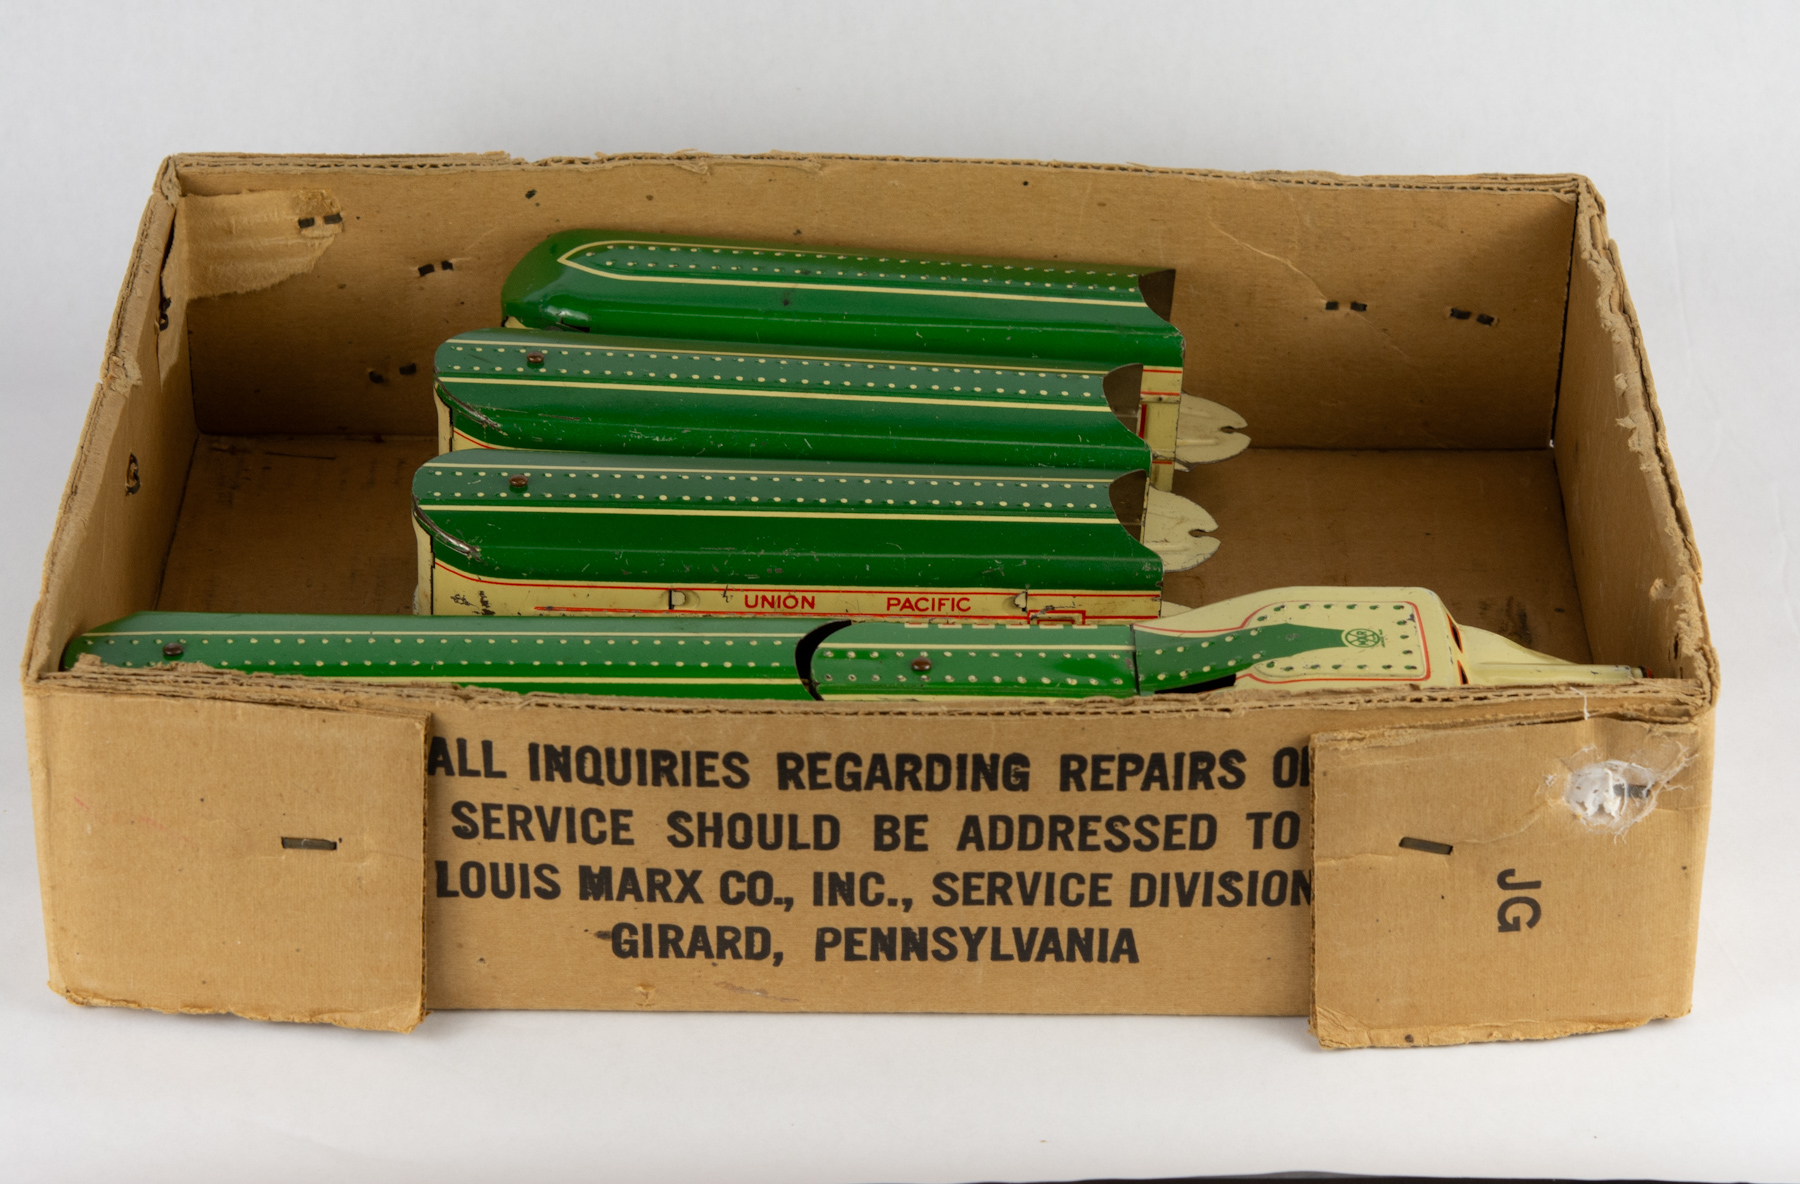 UNION PACIFIC
ALL INQUIRIES REGARDING REPAIRS
SERVICE SHOULD BE ADDRESSED TO
LOUIS MARX CO., INC., SERVICE DIVISION
GIRARD, PENNSYLVANIA
JG